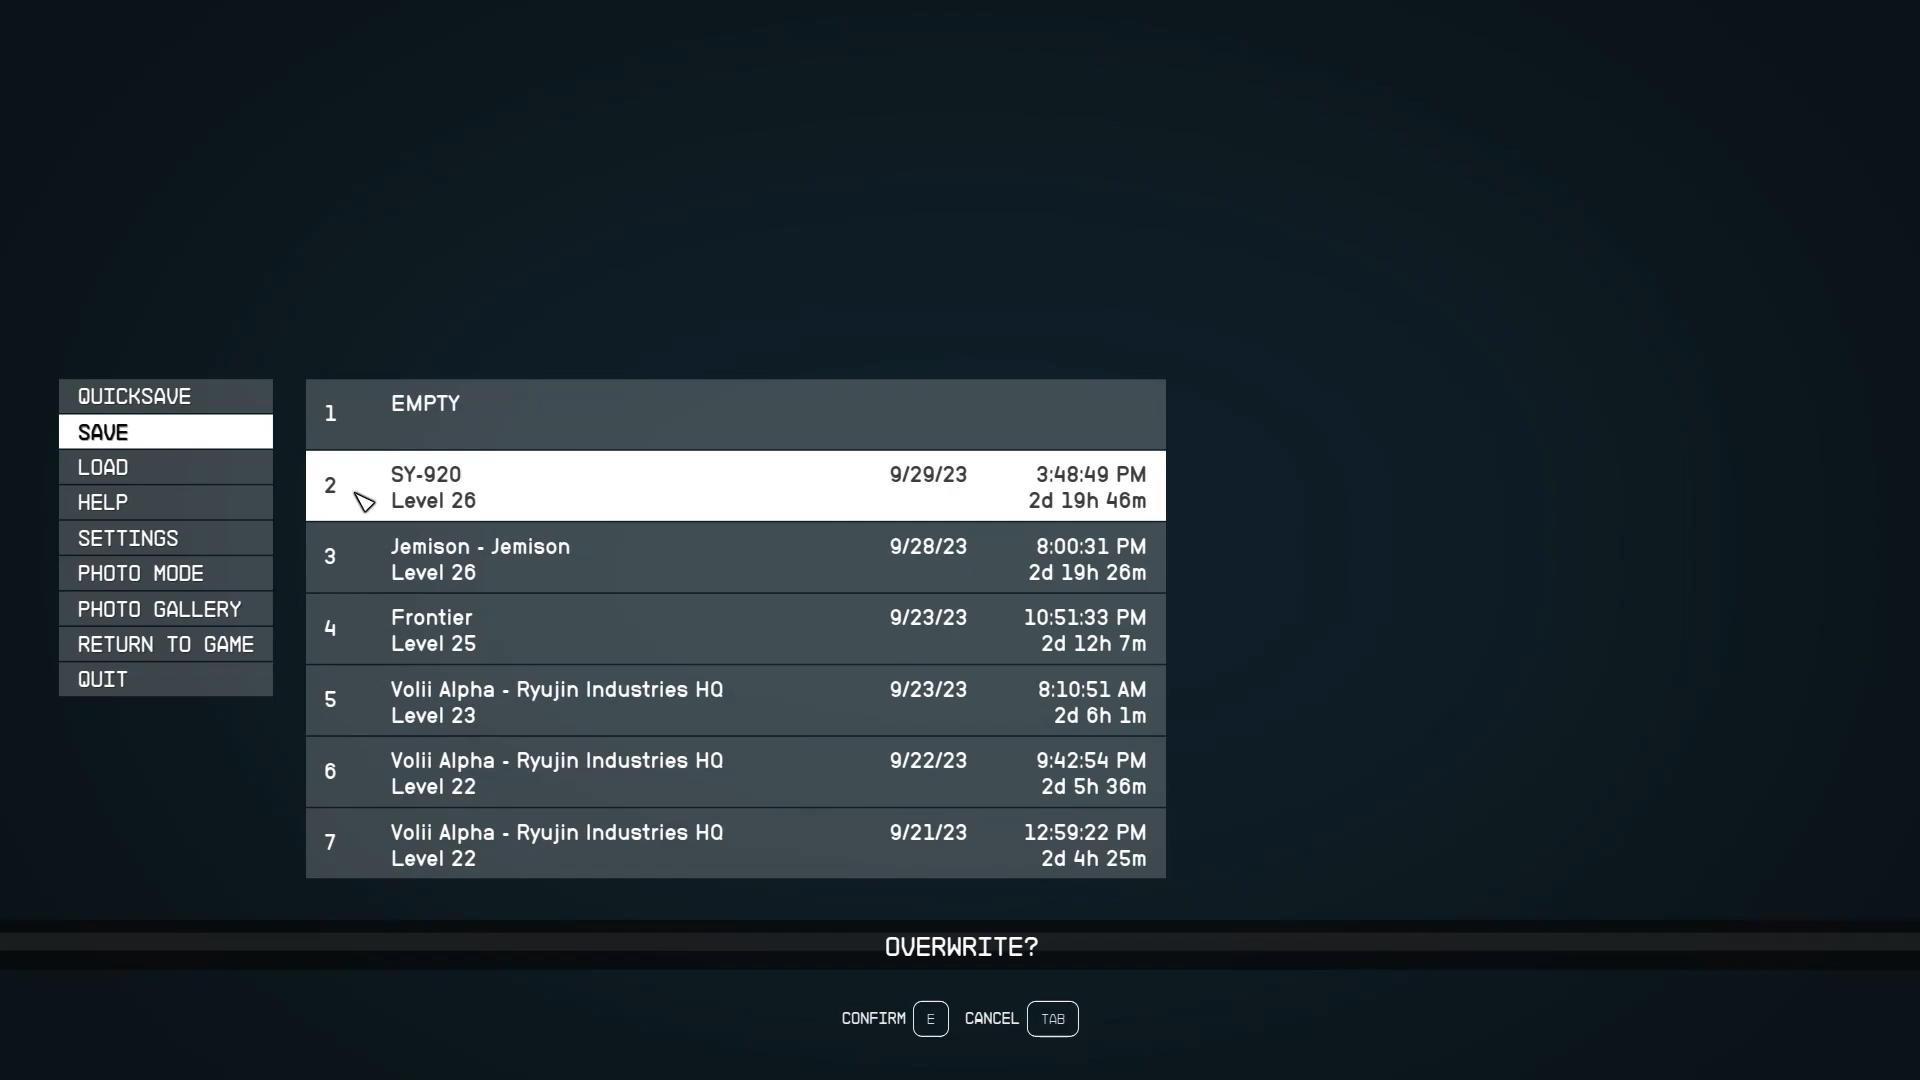 QUICKSAVE
SAVE
LOAD
HELP
SETTINGS
PHOTO MODE
PHOTO GALLERY
RETURN TO GAME
QUIT
1 EMPTY
2 SY-920 9/29/23 3:48:49 PM
Level 26 2d 19h 46m
3 Jemison - Jemison 9/28/23 8:00:31 PM
Level 26 2d 19h 26m
4 Frontier 9/23/23 10:51:33 PM
Level 25 2d 12h 7m
5 Volii Alpha - Ryujin Industries HQ 9/23/23 8:10:51 AM
Level 23 2d 6h 1m
6 Volii Alpha - Ryujin Industries HQ 9/22/23 9:42:54 PM
Level 22 2d 5h 36m
7 Volii Alpha - Ryujin Industries HQ 9/21/23 12:59:22 PM
Level 22 2d 4h 25m
OVERWRITE?
CONFIRM E CANCEL TAB